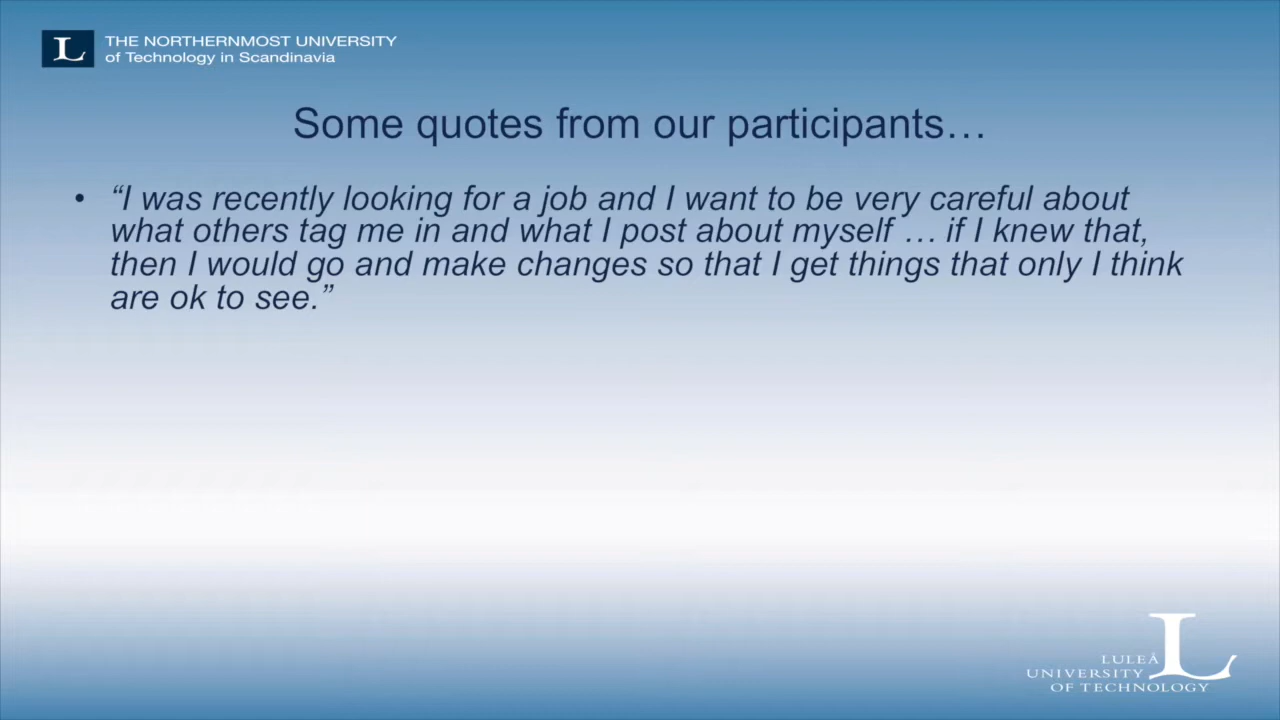 THE NORTHERNMOST UNIVERSITY
of Technology in Scandinavia
Some quotes from our participants…
• “I was recently looking for a job and I want to be very careful about
what others tag me in and what I post about myself … if I knew that,
then I would go and make changes so that I get things that only I think
are ok to see.”
LULEÅ
UNIVERSITY
OF TECHNOLOGY